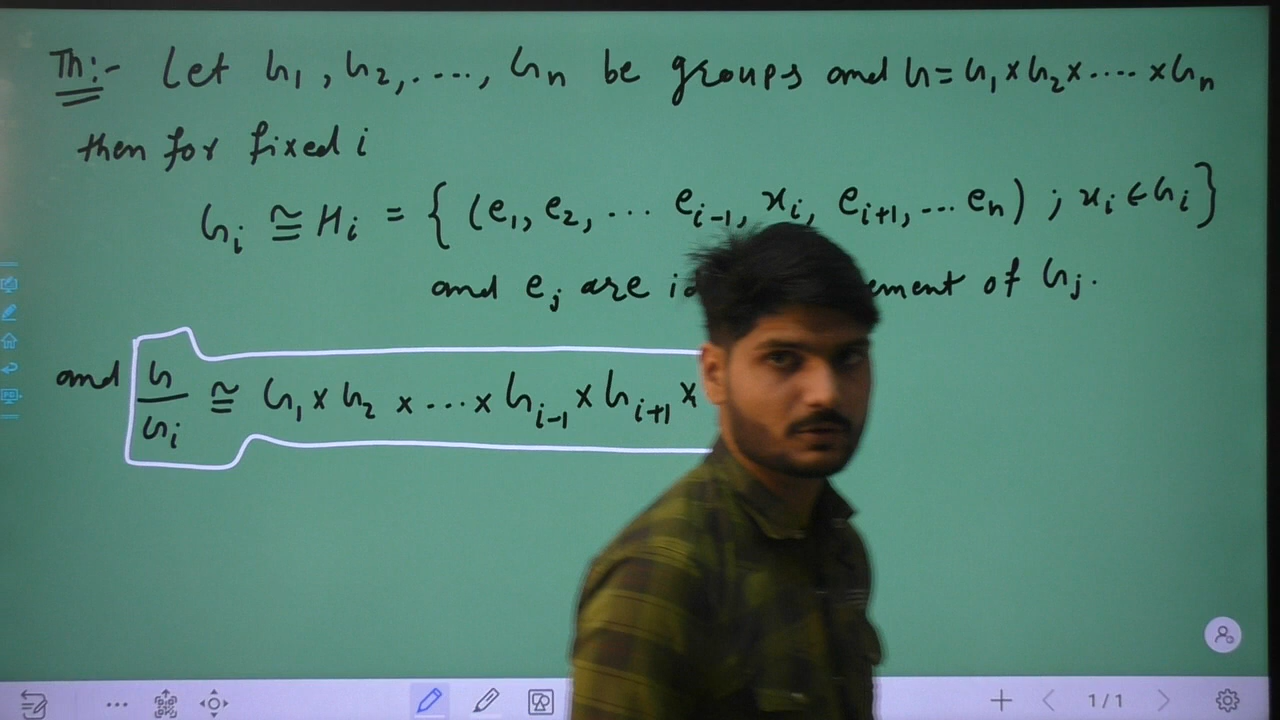 Th:- Let G₁, G₂, ...., Gₙ be groups and G = G₁ × G₂ × .... × Gₙ
then for fixed i
Gᵢ ≅ Hᵢ = { (e₁, e₂, ... eᵢ₋₁, xᵢ, eᵢ₊₁, ... eₙ) ; xᵢ ∈ Gᵢ }
and eⱼ are of Gⱼ.
and G/Gᵢ ≅ G₁ × G₂ × ... × Gᵢ₋₁ × Gᵢ₊₁ ×
1/1